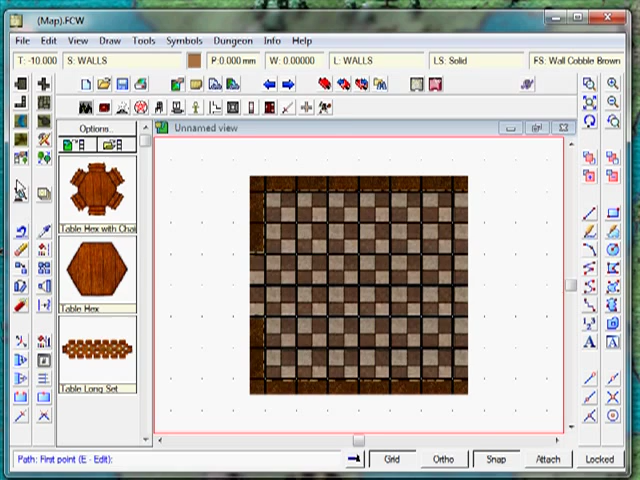 (Map).FCW
File Edit View Draw Tools Symbols Dungeon Info Help
T: -10.000 S: WALLS P:0.000 mm W: 0.00000 L: WALLS LS: Solid FS: Wall Cobble Brown
Options..
Unnamed view
Table Hex with Chai
Table Hex
Table Long Set
Path: First point (E - Edit):
Grid Ortho Snap Attach Locked